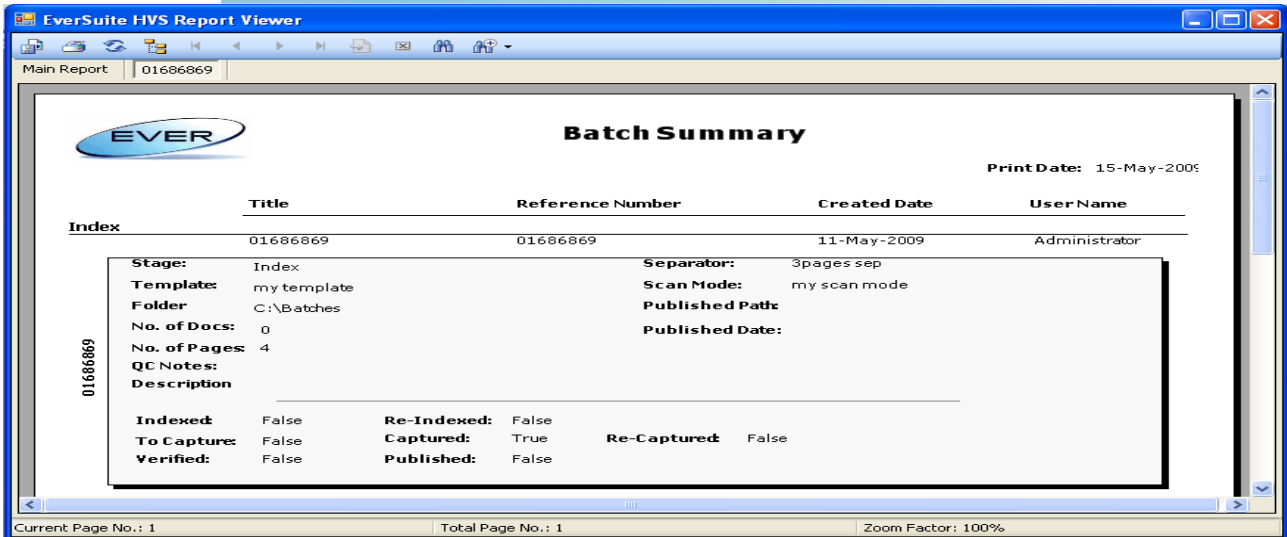 EverSuite HVS Report Viewer
Main Report 01686869
EVER
Batch Summary
Print Date: 15-May-2009
Title Reference Number Created Date User Name
Index
01686869 01686869 11-May-2009 Administrator
Stage: Index Separator: 3pages sep
Template: my template Scan Mode: my scan mode
Folder C:\Batches Published Path:
No. of Docs: 0 Published Date:
No. of Pages: 4
QC Notes:
Description
01686869
Indexed: False Re-Indexed: False
To Capture: False Captured: True Re-Captured: False
Verified: False Published: False
Current Page No.: 1 Total Page No.: 1 Zoom Factor: 100%